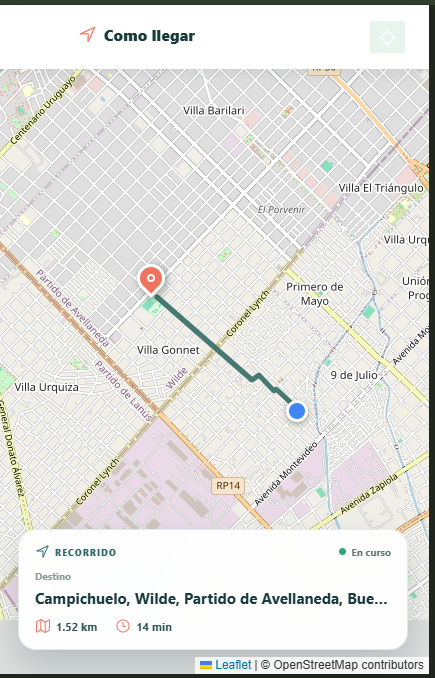 Como llegar
Centenario Uruguayo
Villa Barilari
Villa El Triángulo
El Porvenir
Villa Urqu
Partido de Avellaneda
Primero de
Mayo
Unión
Prog
Coronel Lynch
Villa Gonnet
Avenida Mo
9 de Julio
Wilde
Partido de Lanús
Villa Urquiza
General Donato Álvarez
Coronel Lynch
Avenida Montevideo
RP14
Avenida Zapiola
RECORRIDO
En curso
Destino
Campichuelo, Wilde, Partido de Avellaneda, Bue...
1.52 km
14 min
Leaflet | © OpenStreetMap contributors